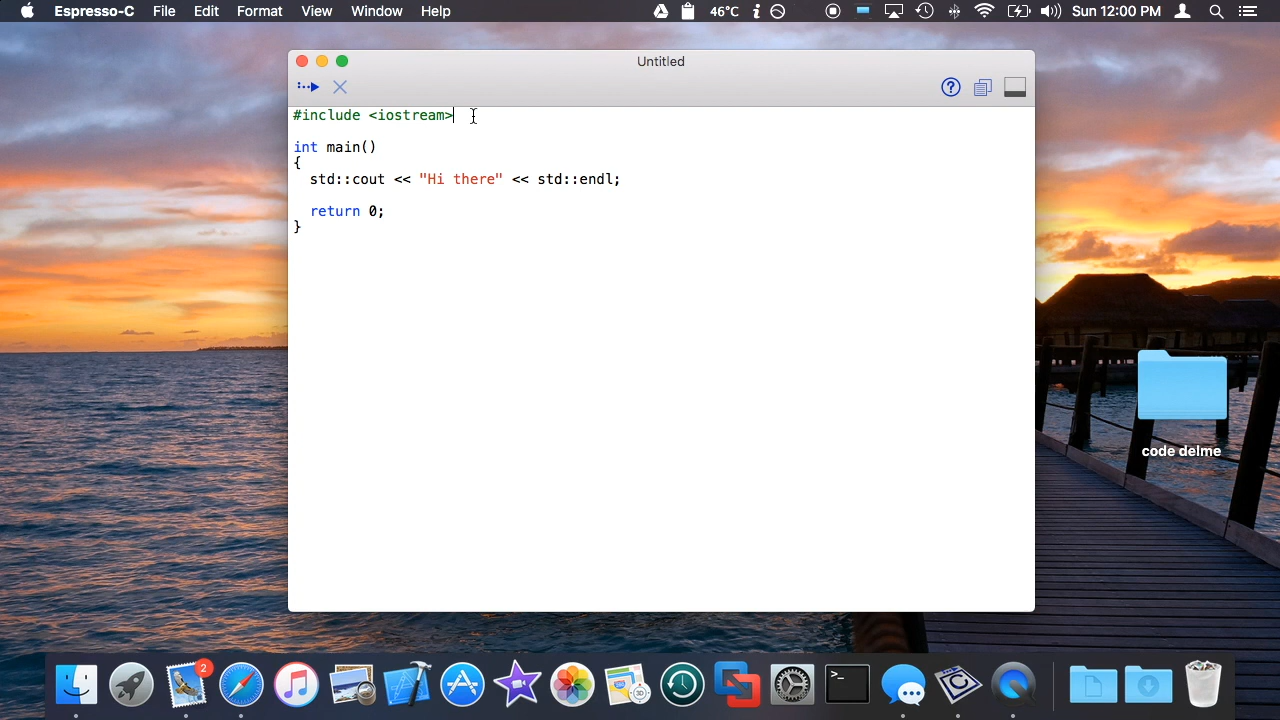 Espresso-C File Edit Format View Window Help 46°C Sun 12:00 PM
Untitled
#include <iostream>
int main()
{
  std::cout << "Hi there" << std::endl;
  return 0;
}
code delme
2